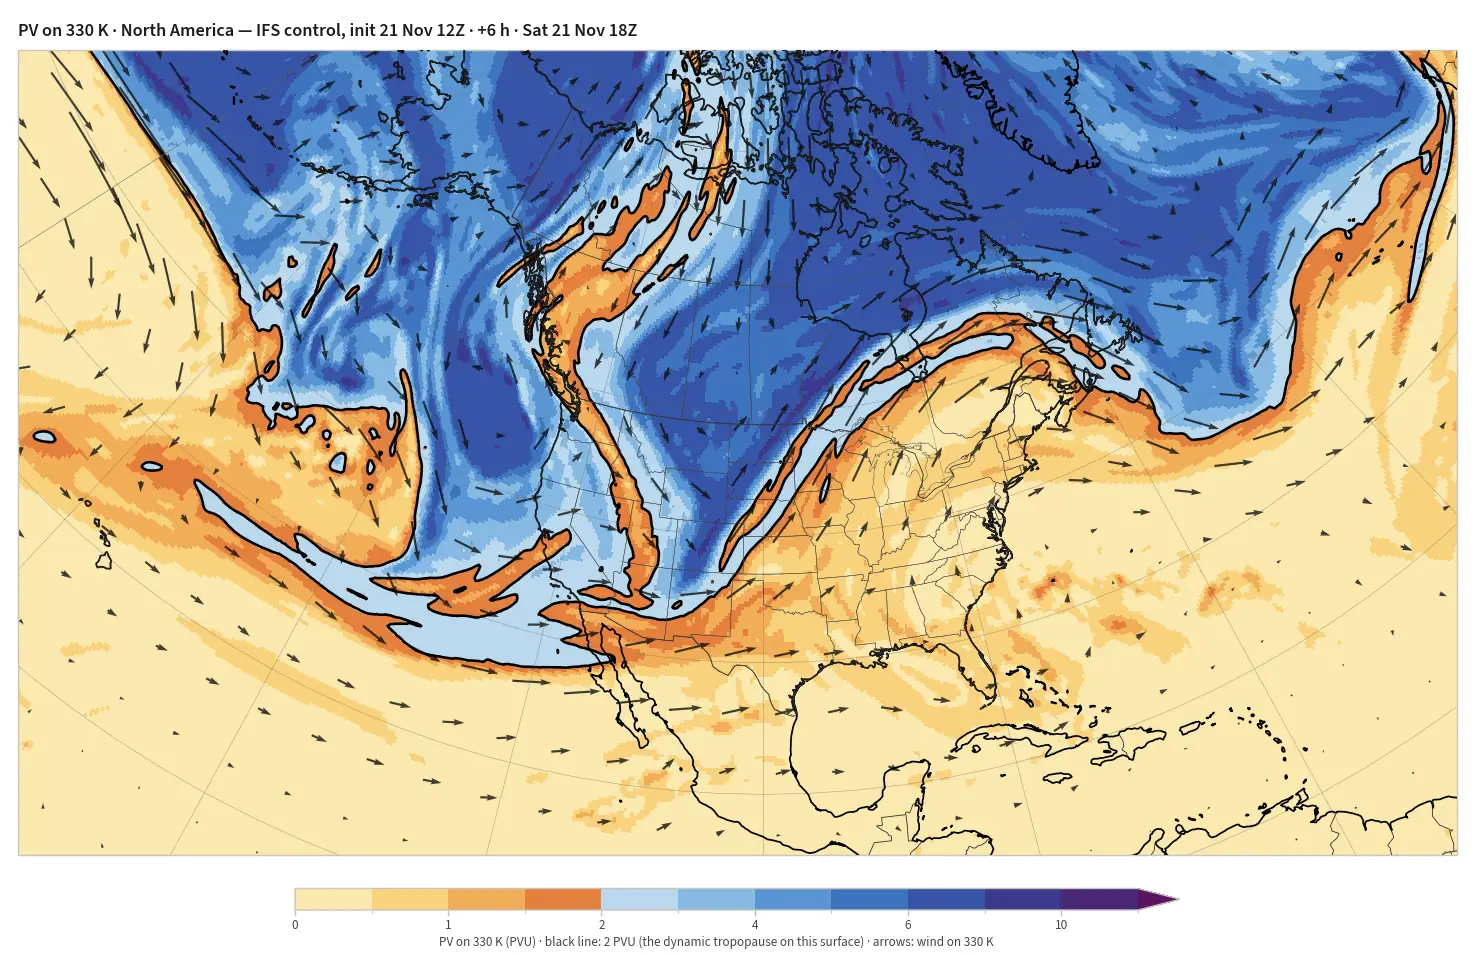 PV on 330 K · North America — IFS control, init 21 Nov 12Z · +6 h · Sat 21 Nov 18Z
0 1 2 4 6 10
PV on 330 K (PVU) · black line: 2 PVU (the dynamic tropopause on this surface) · arrows: wind on 330 K